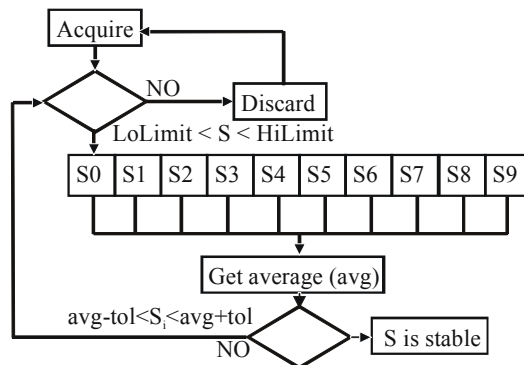 Acquire
NO
Discard
LoLimit < S < HiLimit
S0 S1 S2 S3 S4 S5 S6 S7 S8 S9
Get average (avg)
avg-tol<Si<avg+tol
NO
S is stable